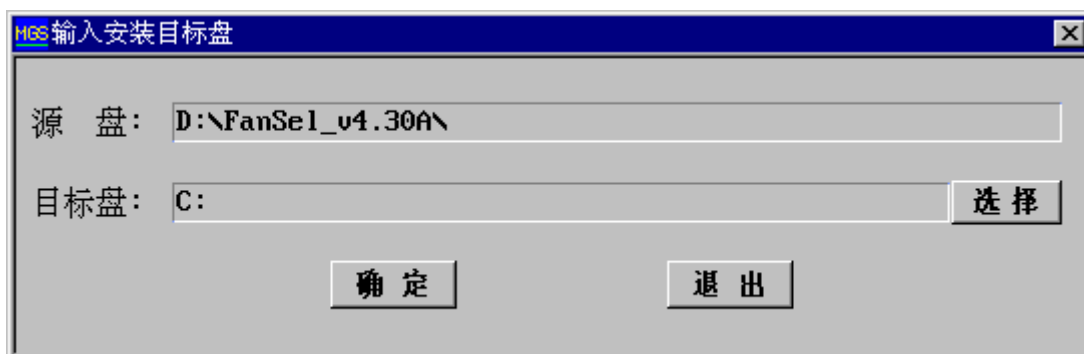 MGS输入安装目标盘
源 盘: D:\FanSel_v4.30A\
目标盘: C: 选 择
确 定 退 出